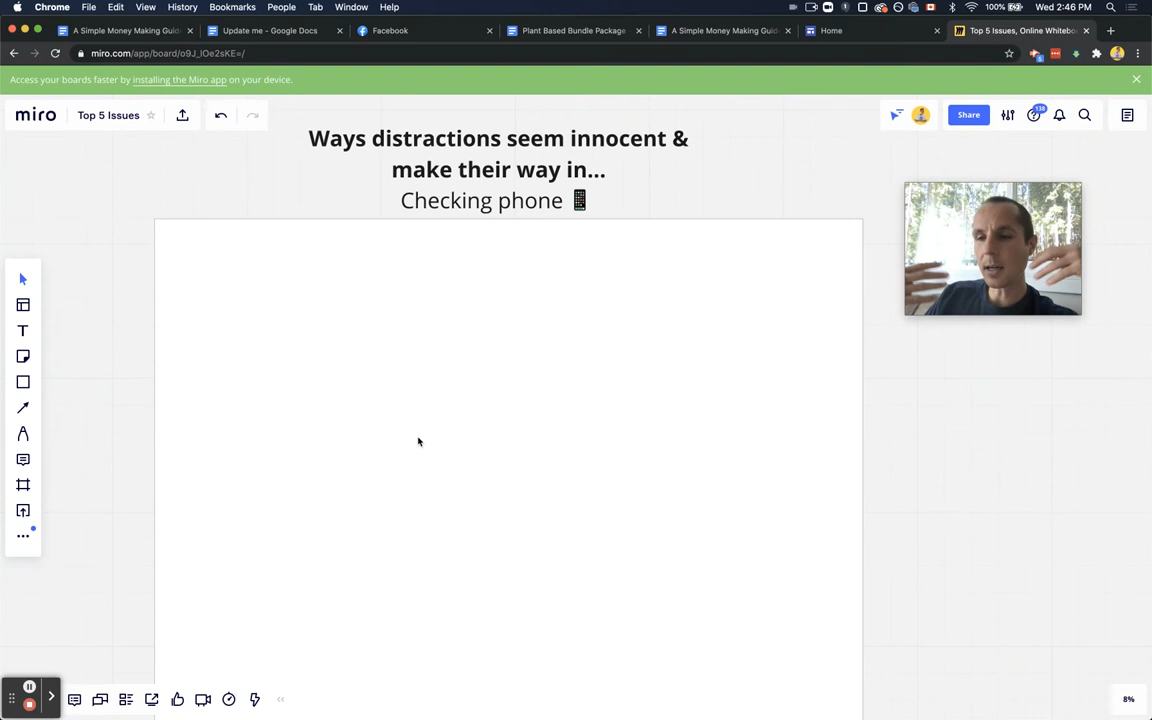 Chrome File Edit View History Bookmarks People Tab Window Help 100% Wed 2:46 PM
A Simple Money Making Guid Update me - Google Docs Facebook Plant Based Bundle Package A Simple Money Making Guid Home Top 5 Issues, Online Whitebo
miro.com/app/board/o9J_lOe2sKE=/
Access your boards faster by installing the Miro app on your device.
miro Top 5 Issues Share 138
Ways distractions seem innocent &
make their way in...
Checking phone 📱
8%